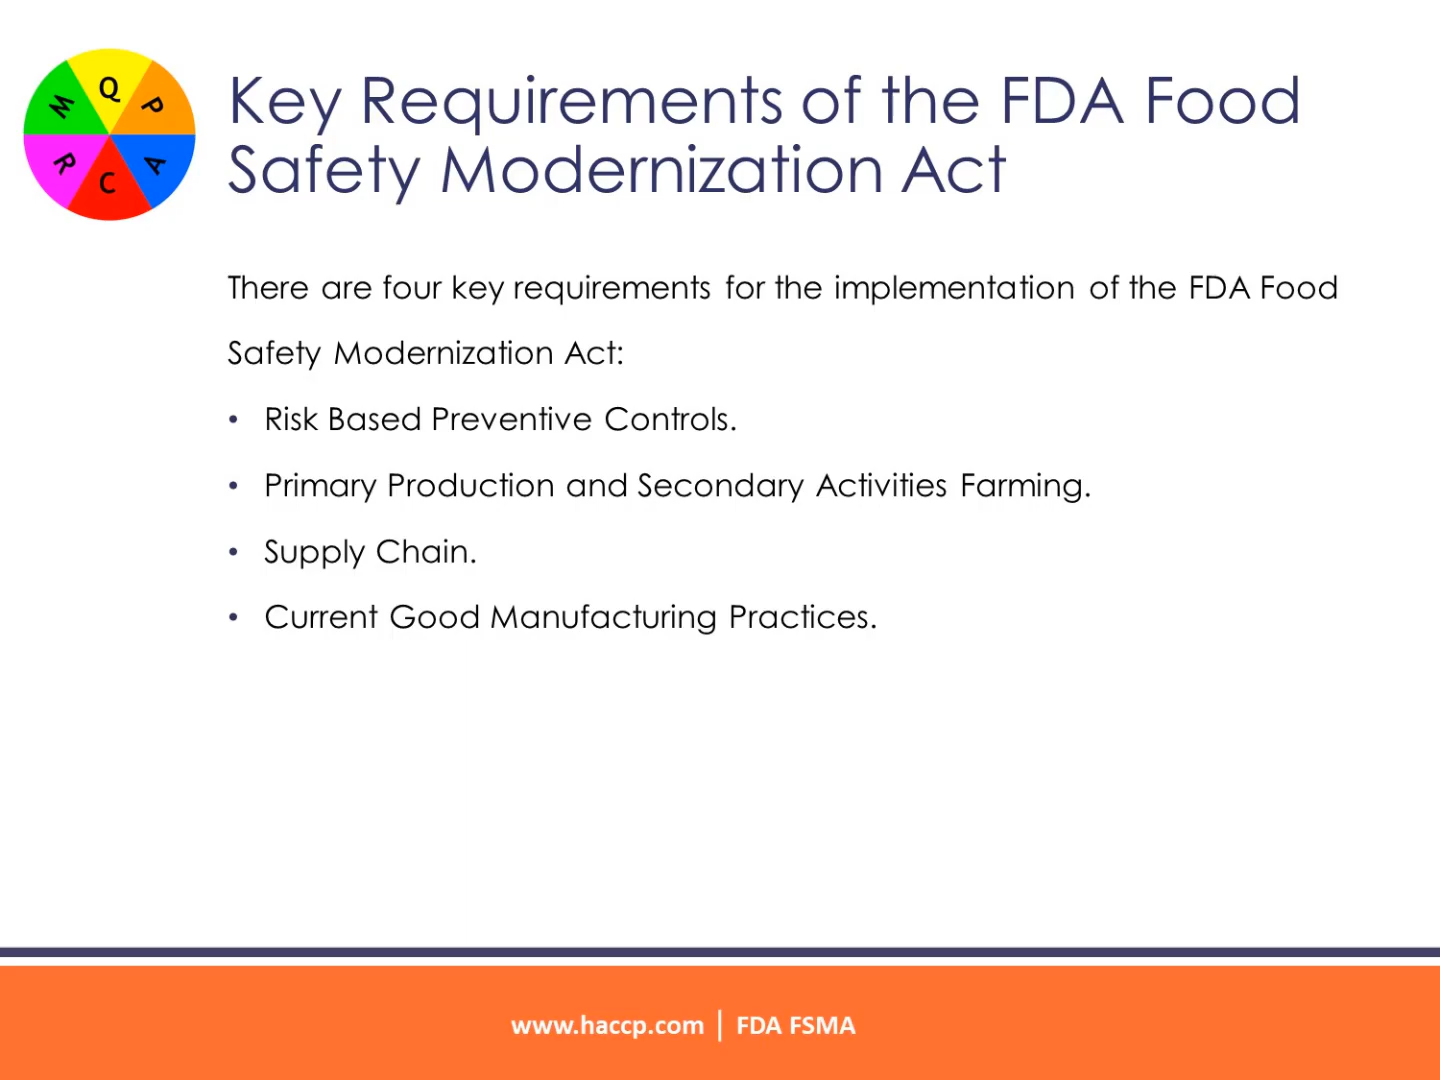 Q
P
A
C
R
M
Key Requirements of the FDA Food
Safety Modernization Act
There are four key requirements for the implementation of the FDA Food
Safety Modernization Act:
• Risk Based Preventive Controls.
• Primary Production and Secondary Activities Farming.
• Supply Chain.
• Current Good Manufacturing Practices.
www.haccp.com | FDA FSMA